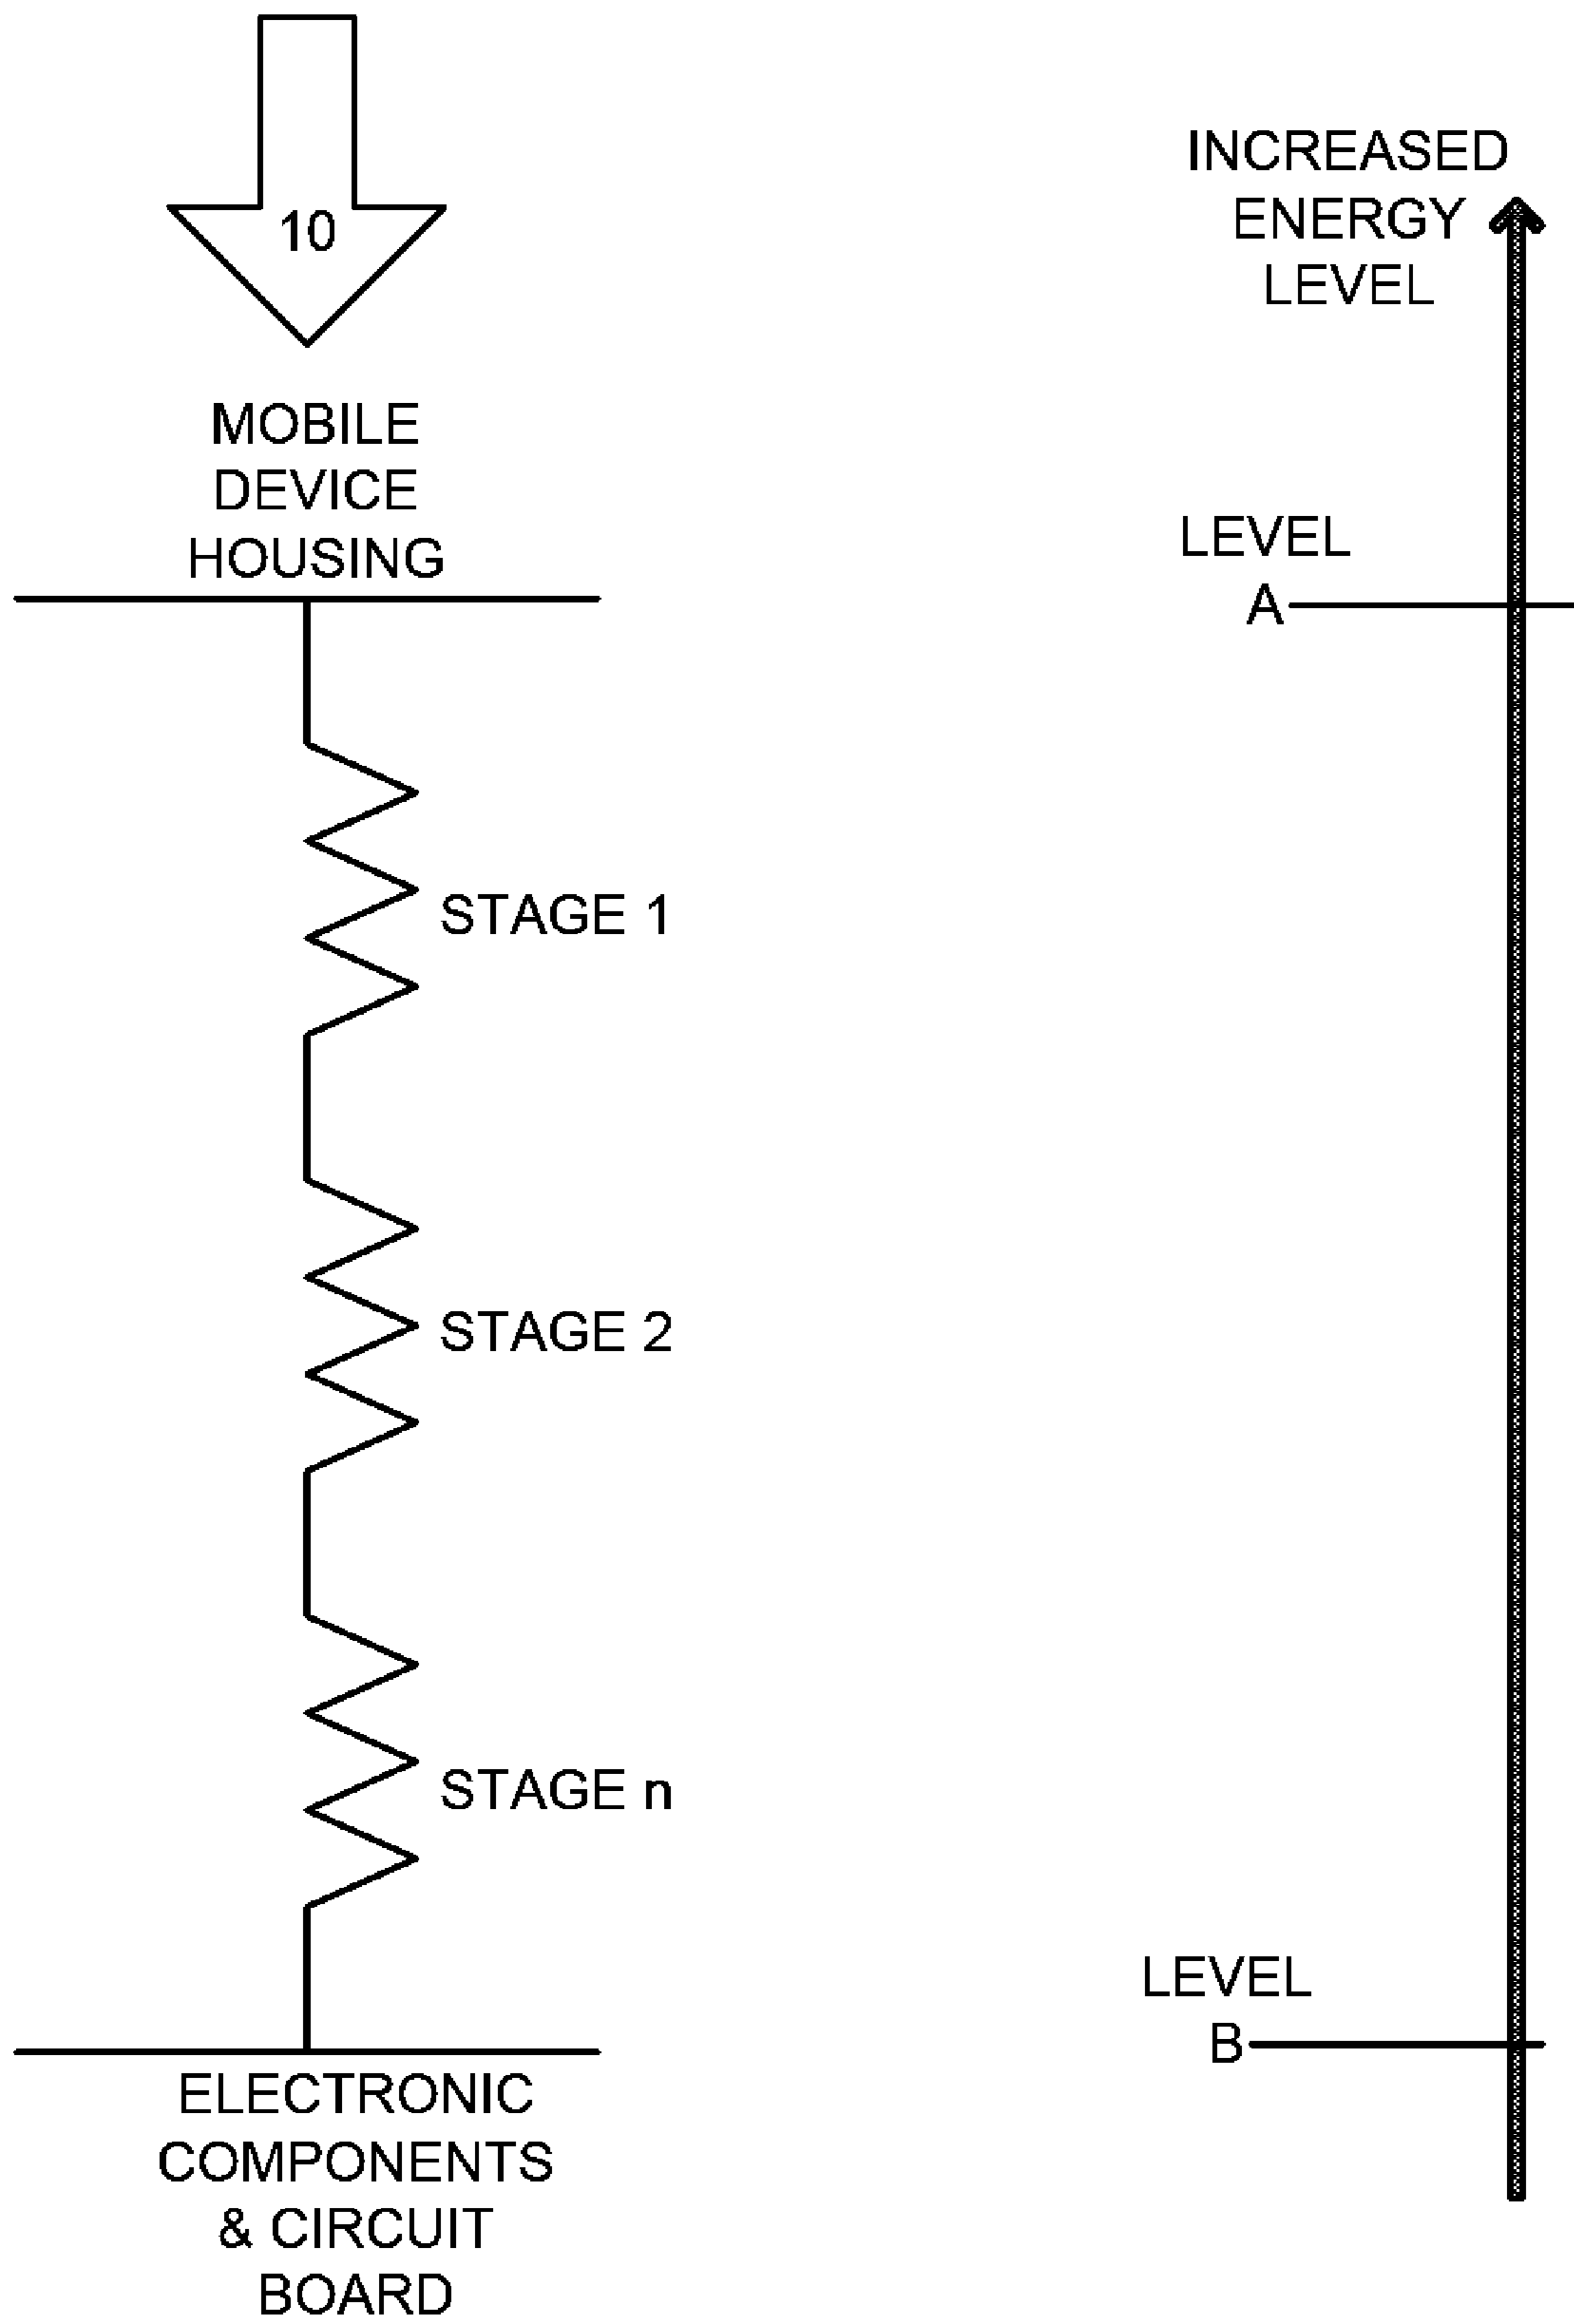 10
MOBILE
DEVICE
HOUSING
STAGE 1
STAGE 2
STAGE n
ELECTRONIC
COMPONENTS
& CIRCUIT
BOARD
INCREASED
ENERGY
LEVEL
LEVEL
A
LEVEL
B